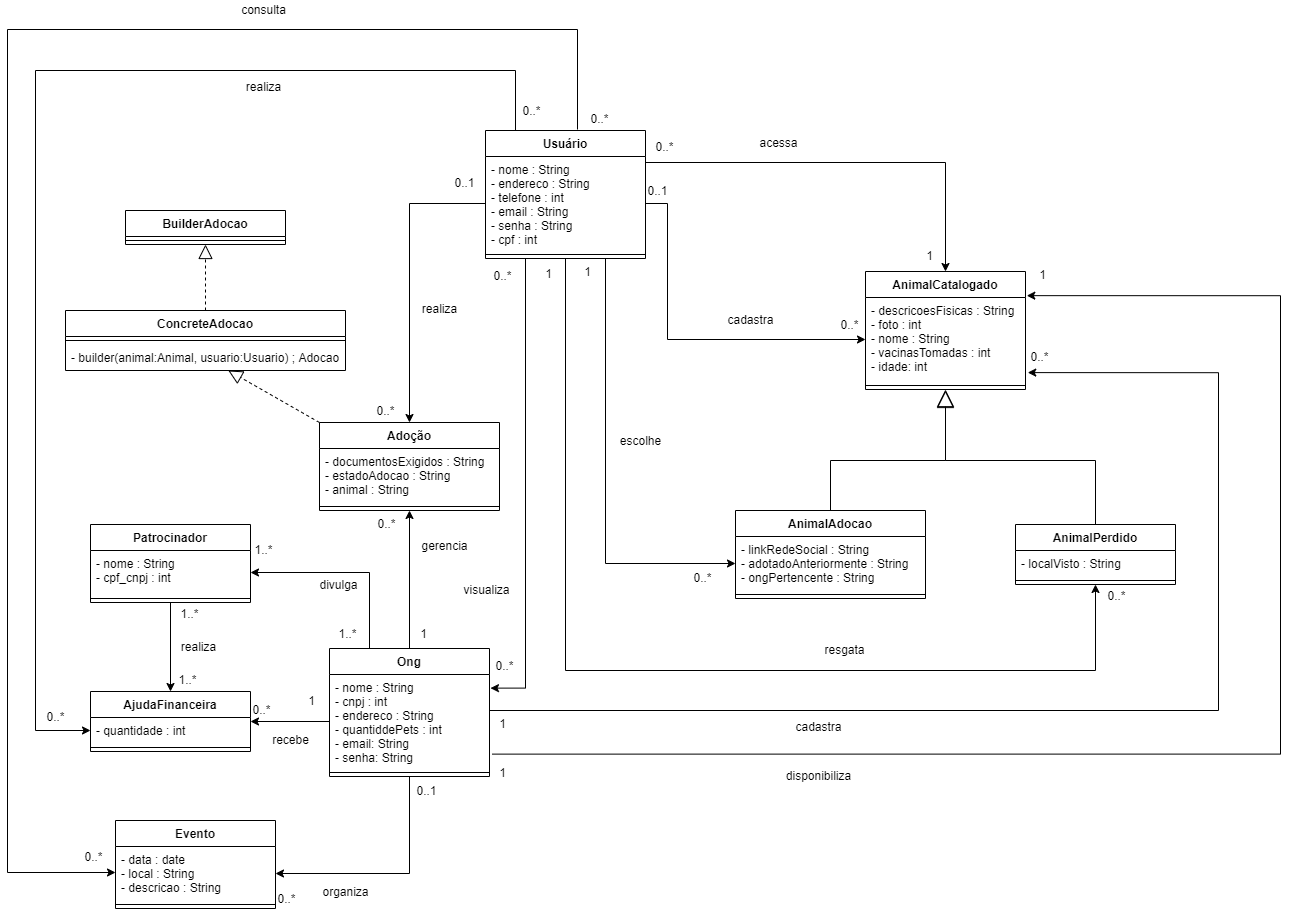 consulta
realiza
0..*
0..*
Usuário
- nome : String
- endereco : String
- telefone : int
- email : String
- senha : String
- cpf : int
0..*
acessa
0..1
0..1
BuilderAdocao
ConcreteAdocao
- builder(animal:Animal, usuario:Usuario) ; Adocao
0..*
1
1
1
1
AnimalCatalogado
- descricoesFisicas : String
- foto : int
- nome : String
- vacinasTomadas : int
- idade: int
realiza
cadastra
0..*
0..*
0..*
Adoção
- documentosExigidos : String
- estadoAdocao : String
- animal : String
escolhe
0..*
gerencia
AnimalAdocao
- linkRedeSocial : String
- adotadoAnteriormente : String
- ongPertencente : String
0..*
AnimalPerdido
- localVisto : String
0..*
Patrocinador
- nome : String
- cpf_cnpj : int
1..*
divulga
visualiza
1..*
realiza
1..*
1..*
1
resgata
Ong
- nome : String
- cnpj : int
- endereco : String
- quantiddePets : int
- email: String
- senha: String
0..*
AjudaFinanceira
- quantidade : int
0..*
0..*
1
recebe
1
cadastra
1
disponibiliza
0..1
Evento
- data : date
- local : String
- descricao : String
0..*
0..*
organiza